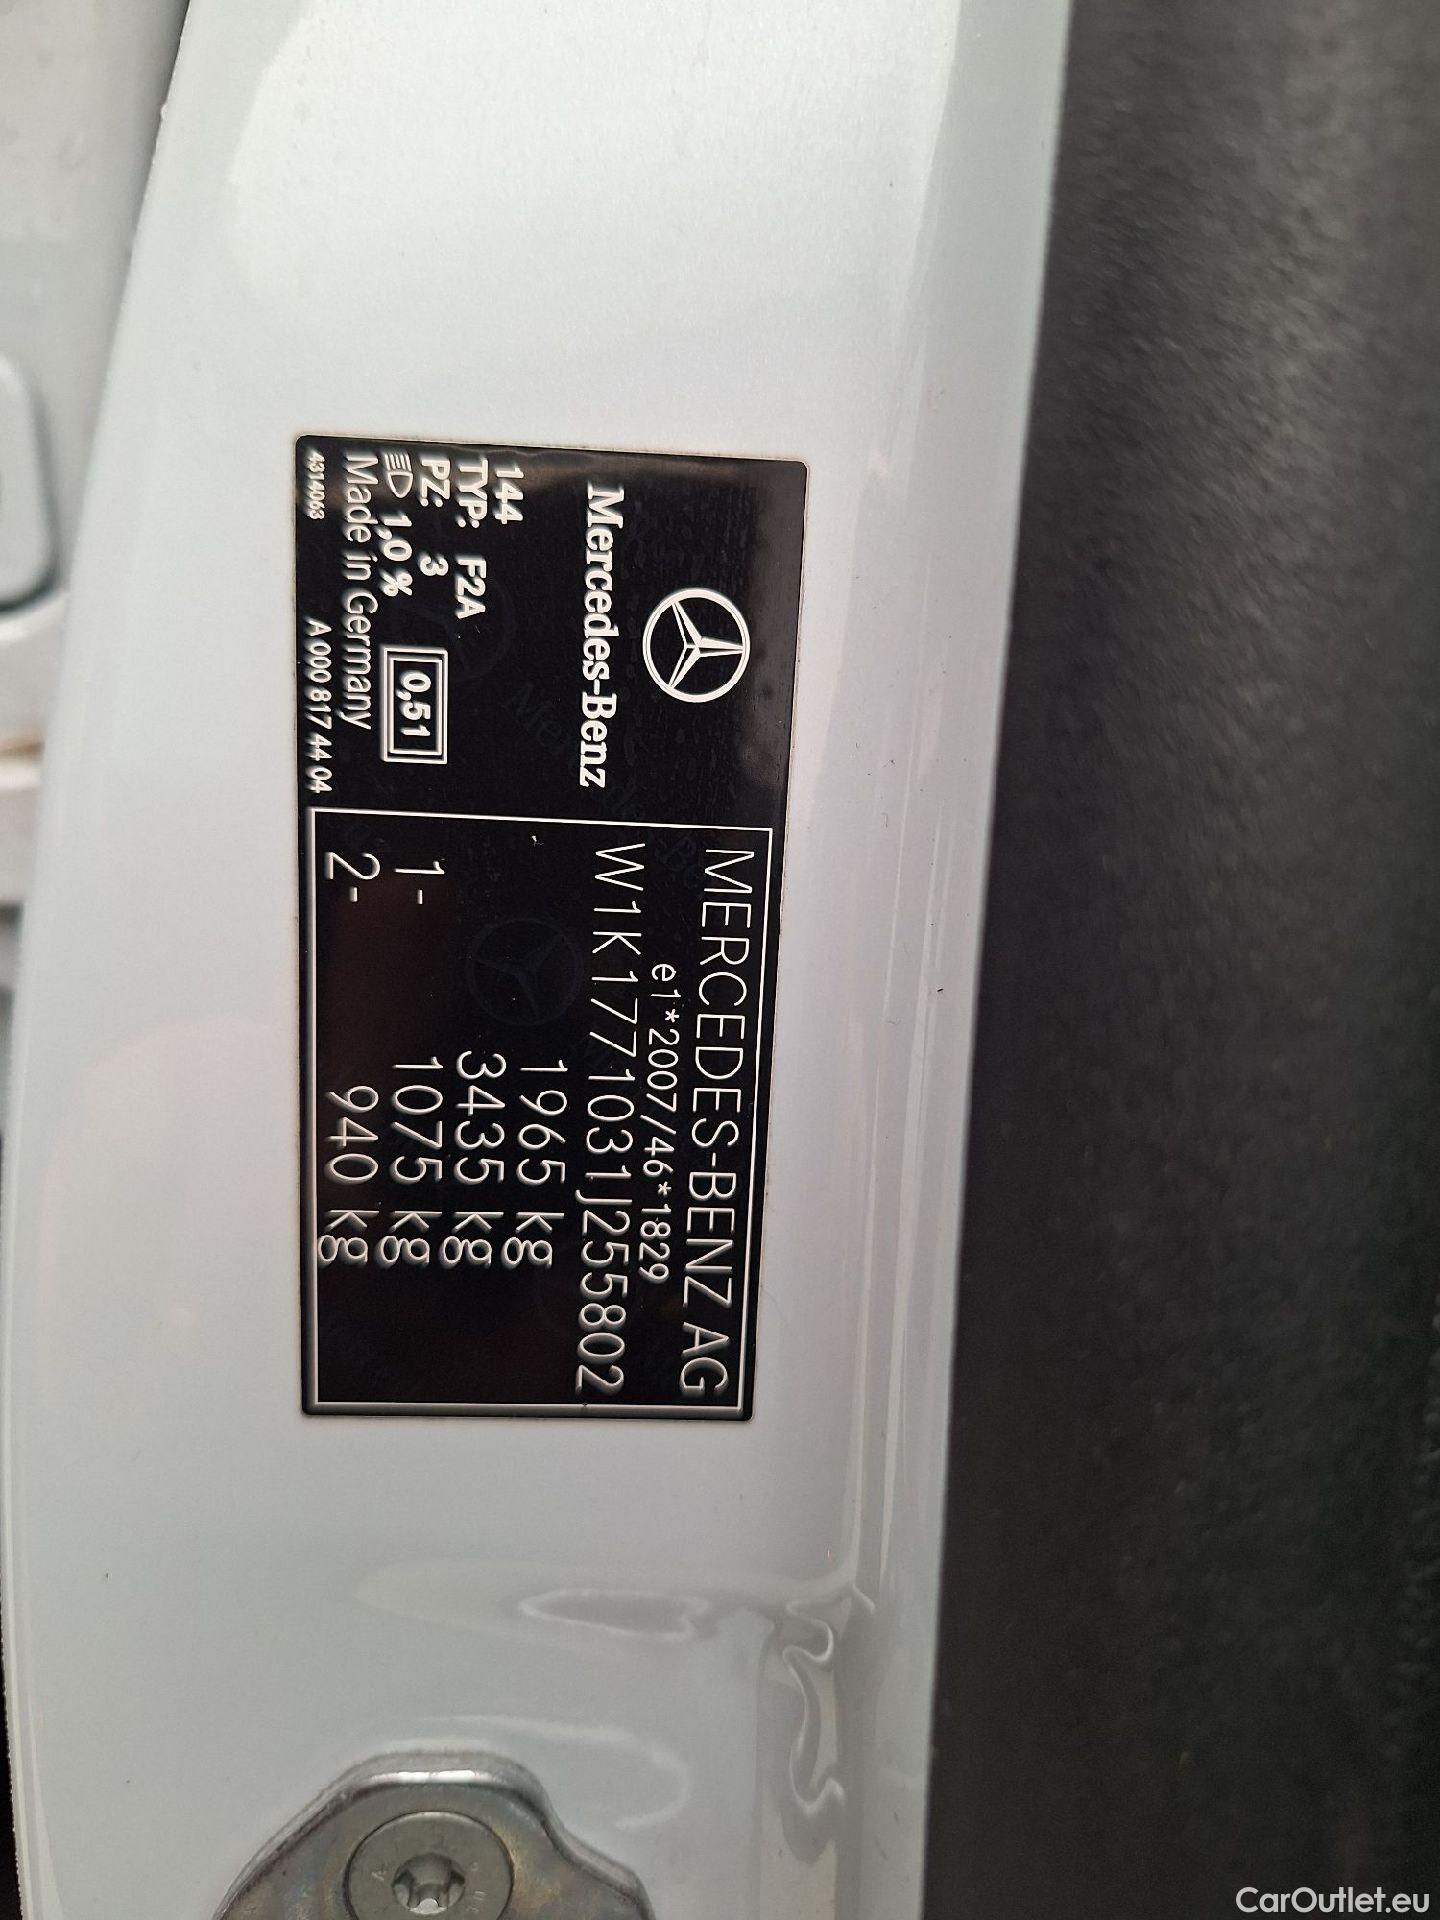 Mercedes-Benz
144
TYP: F2A
PZ: 3
1,0 %
0,51
Made in Germany
4314063 A 000 817 44 04
MERCEDES-BENZ AG
e1*2007/46*1829
W1K1771031J255802
1965 kg
3435 kg
1- 1075 kg
2- 940 kg
CarOutlet.eu